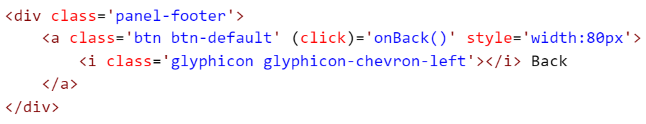 <div class='panel-footer'>
    <a class='btn btn-default' (click)='onBack()' style='width:80px'>
        <i class='glyphicon glyphicon-chevron-left'></i> Back
    </a>
</div>